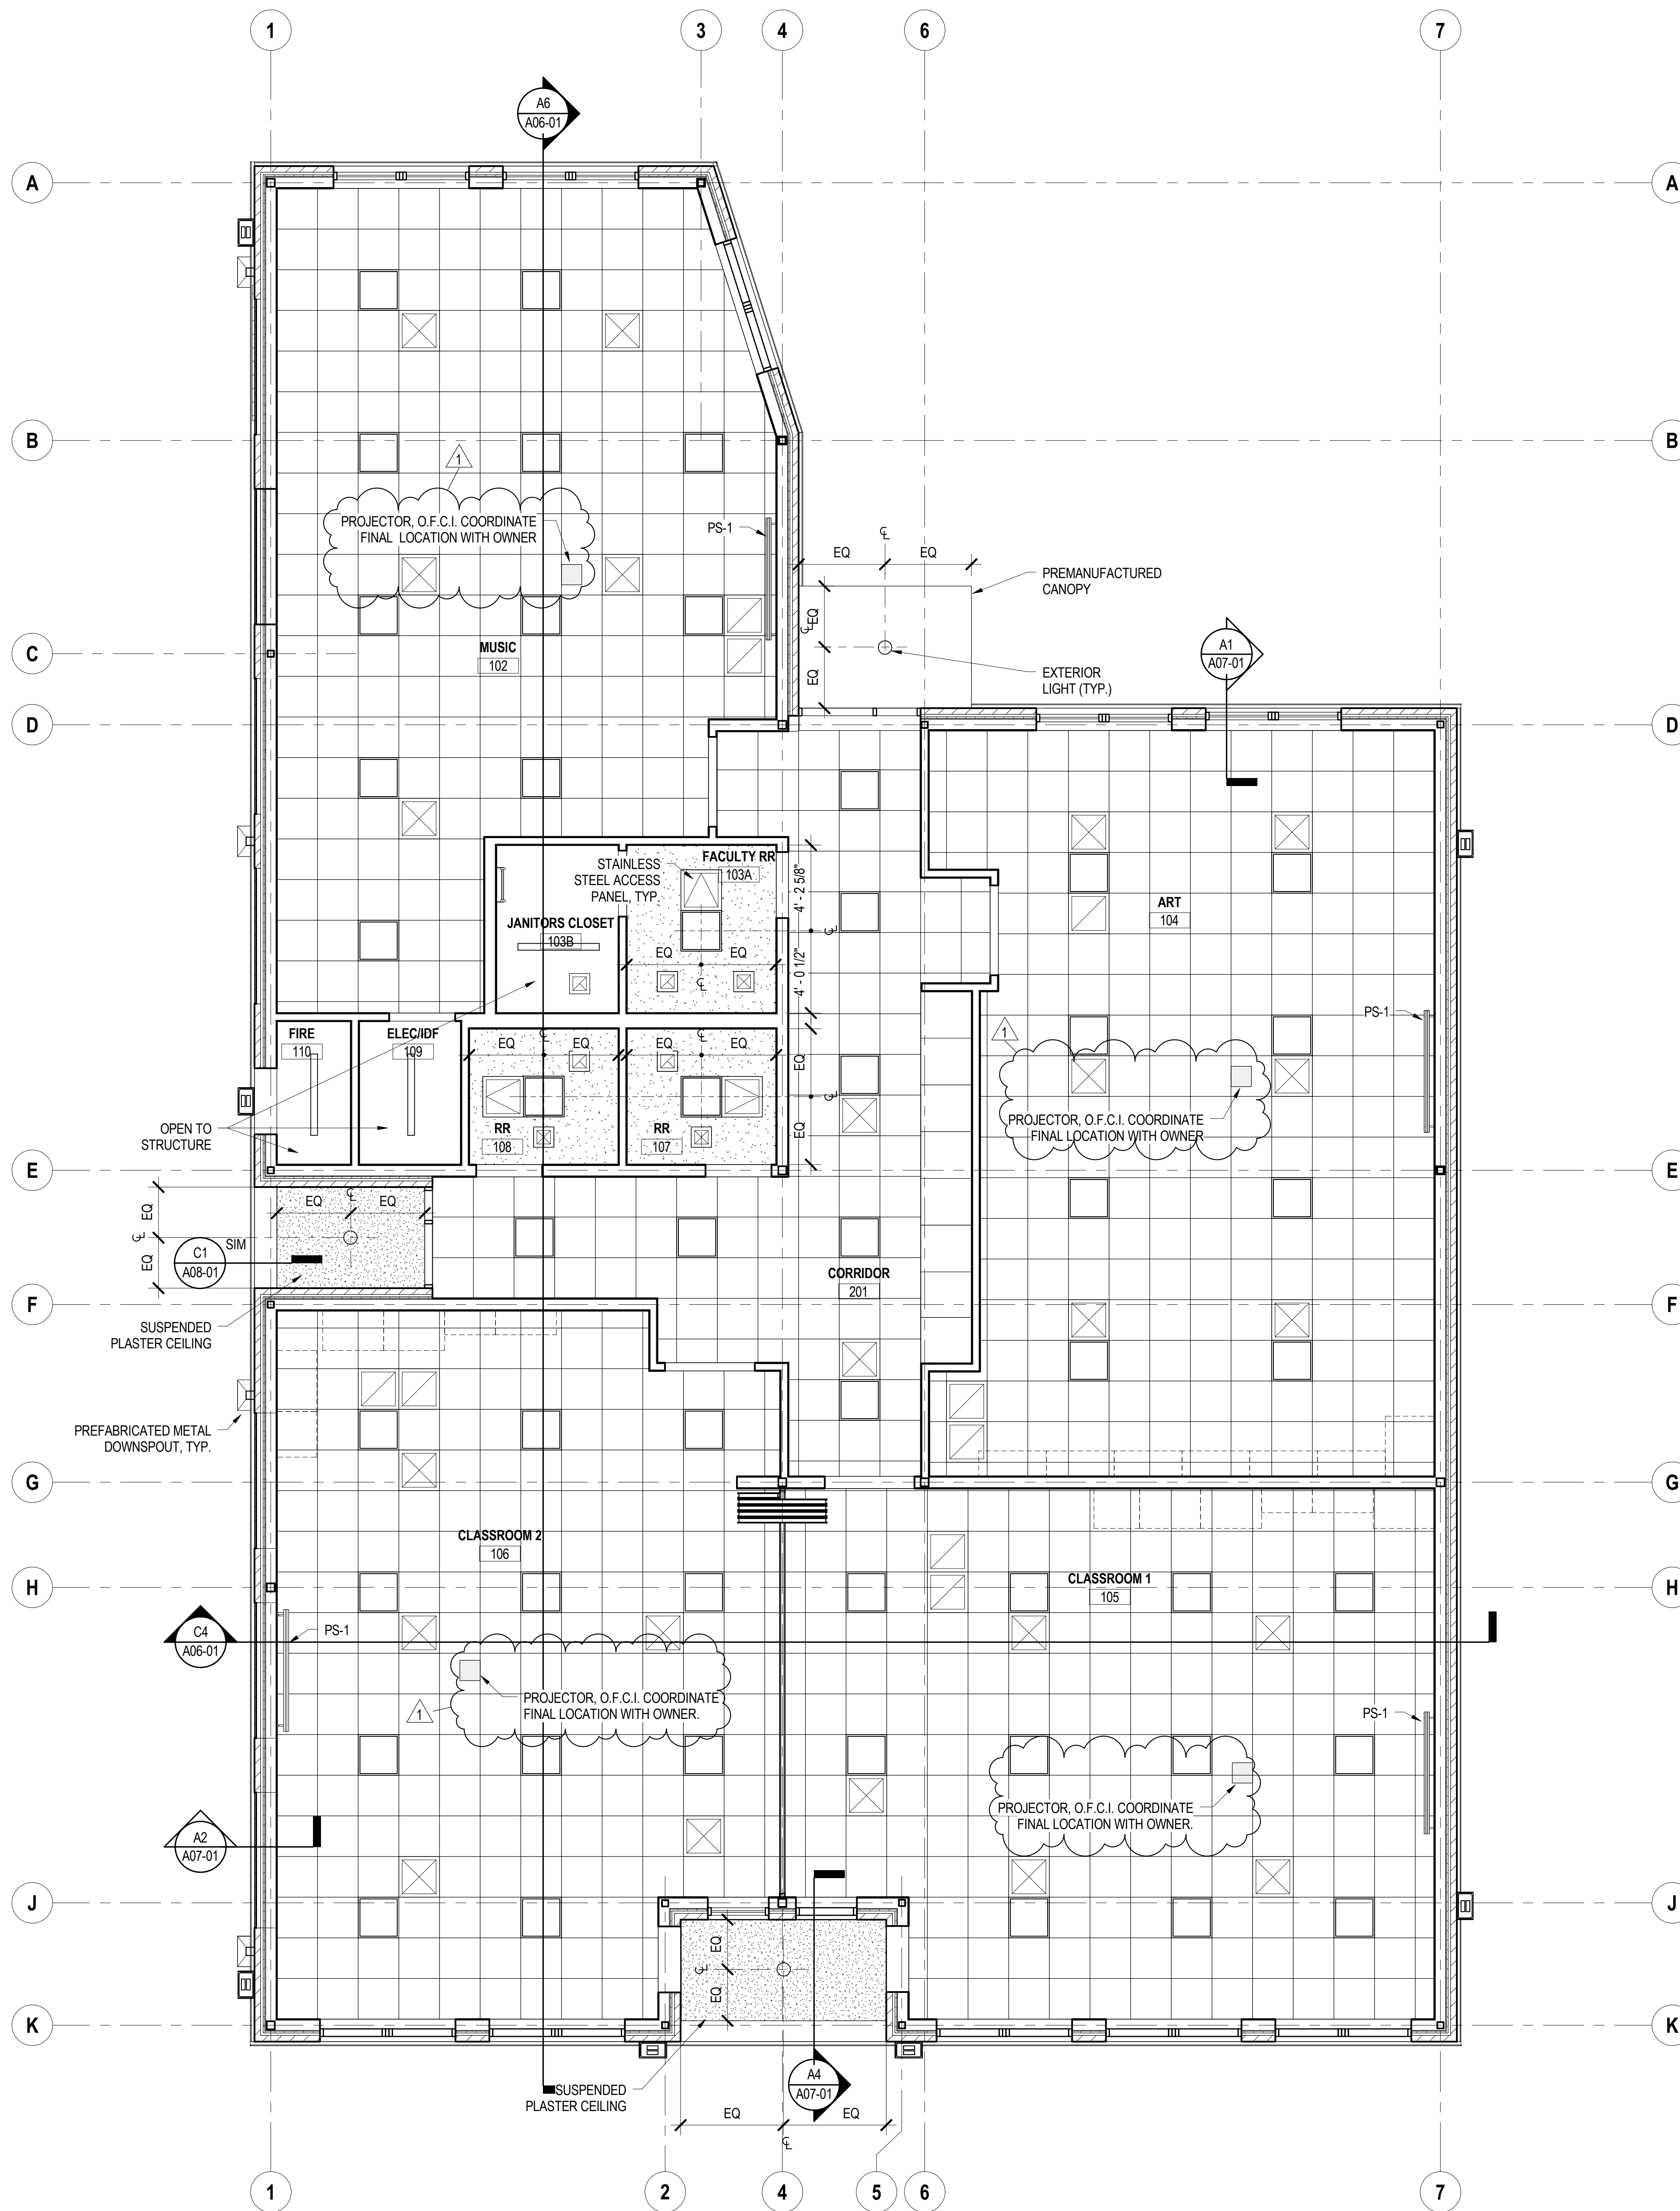 1
3
4
6
7
A6
A06-01
A
A
B
B
1
PROJECTOR, O.F.C.I. COORDINATE
FINAL LOCATION WITH OWNER
PS-1
EQ
EQ
PREMANUFACTURED
CANOPY
EQ
EQ
EXTERIOR
LIGHT (TYP.)
A1
A07-01
C
C
MUSIC
102
D
D
STAINLESS
STEEL ACCESS
PANEL, TYP.
FACULTY RR
103A
4' - 2 5/8"
4' - 0 1/2"
JANITORS CLOSET
103B
EQ
EQ
ART
104
PS-1
1
PROJECTOR, O.F.C.I. COORDINATE
FINAL LOCATION WITH OWNER
FIRE
110
ELEC/IDF
109
EQ
EQ
EQ
EQ
EQ
RR
108
RR
107
OPEN TO
STRUCTURE
E
E
EQ
EQ
EQ
EQ
SIM
C1
A08-01
CORRIDOR
201
F
F
SUSPENDED
PLASTER CEILING
PREFABRICATED METAL
DOWNSPOUT, TYP.
G
G
CLASSROOM 2
106
H
H
CLASSROOM 1
105
C4
A06-01
PS-1
1
PROJECTOR, O.F.C.I. COORDINATE
FINAL LOCATION WITH OWNER.
PS-1
PROJECTOR, O.F.C.I. COORDINATE
FINAL LOCATION WITH OWNER.
A2
A07-01
J
J
EQ
EQ
K
K
SUSPENDED
PLASTER CEILING
A4
A07-01
EQ
EQ
1
2
4
5
6
7